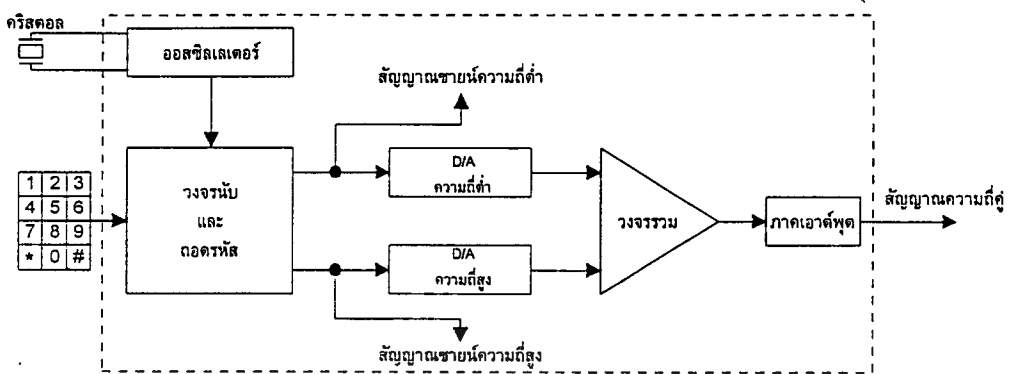 คริสตอล
ออสซิลเลเตอร์
สัญญาณซายน์ความถี่ต่ำ
1 2 3
4 5 6
7 8 9
* 0 #
วงจรนับ
และ
ถอดรหัส
D/A
ความถี่ต่ำ
D/A
ความถี่สูง
วงจรรวม
ภาคเอาต์พุต
สัญญาณความถี่คู่
สัญญาณซายน์ความถี่สูง